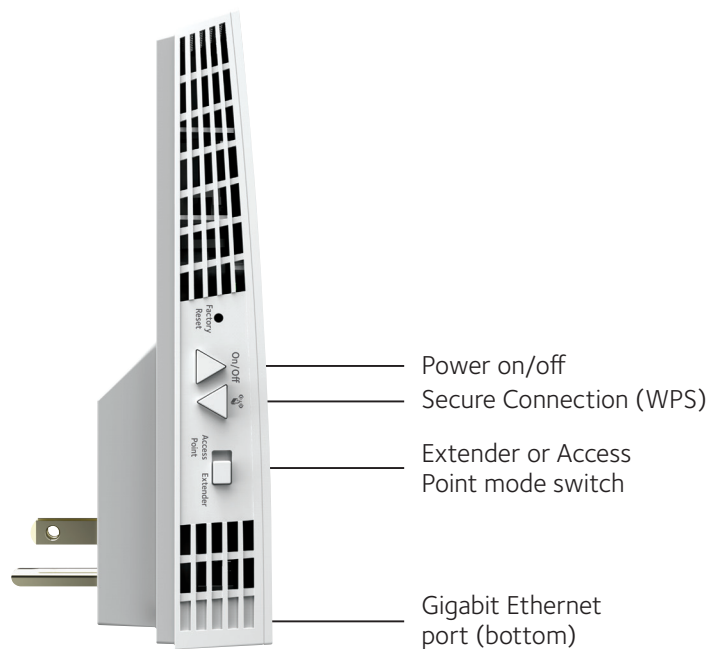 Factory
Reset
On/Off
Access
Point
Extender
Power on/off
Secure Connection (WPS)
Extender or Access
Point mode switch
Gigabit Ethernet
port (bottom)